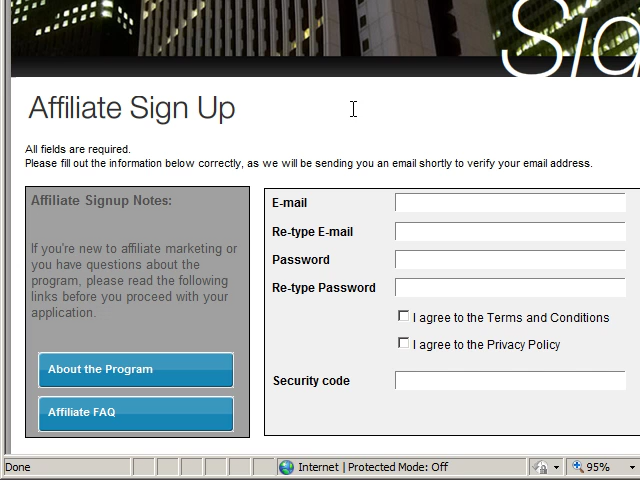 Sig
Affiliate Sign Up
All fields are required.
Please fill out the information below correctly, as we will be sending you an email shortly to verify your email address.
Affiliate Signup Notes:
If you're new to affiliate marketing or
you have questions about the
program, please read the following
links before you proceed with your
application.
About the Program
Affiliate FAQ
E-mail
Re-type E-mail
Password
Re-type Password
I agree to the Terms and Conditions
I agree to the Privacy Policy
Security code
Done
Internet | Protected Mode: Off
95%